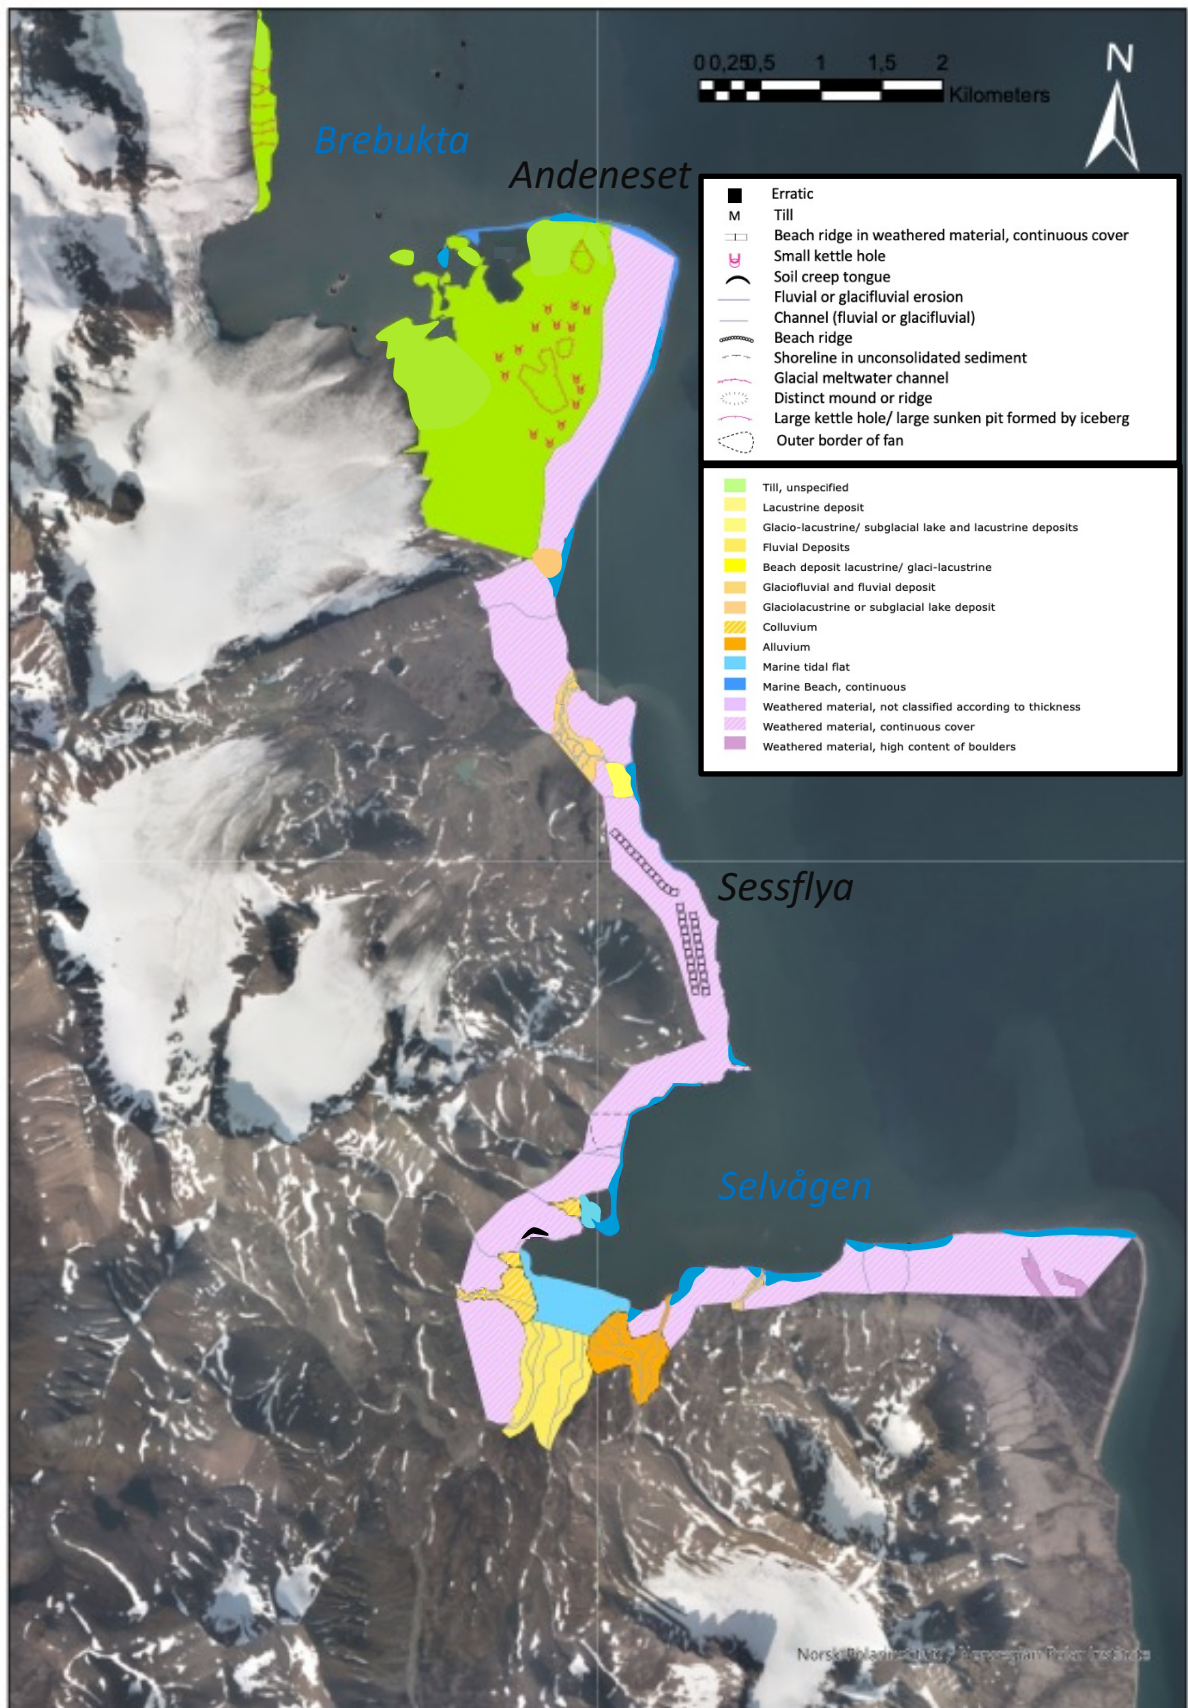 0 0,25 0,5 1 1,5 2
Kilometers
N
Brebukta
Andeneset
Erratic
M Till
Beach ridge in weathered material, continuous cover
Small kettle hole
Soil creep tongue
Fluvial or glacifluvial erosion
Channel (fluvial or glacifluvial)
Beach ridge
Shoreline in unconsolidated sediment
Glacial meltwater channel
Distinct mound or ridge
Large kettle hole/ large sunken pit formed by iceberg
Outer border of fan
Till, unspecified
Lacustrine deposit
Glacio-lacustrine/ subglacial lake and lacustrine deposits
Fluvial Deposits
Beach deposit lacustrine/ glaci-lacustrine
Glaciofluvial and fluvial deposit
Glaciolacustrine or subglacial lake deposit
Colluvium
Alluvium
Marine tidal flat
Marine Beach, continuous
Weathered material, not classified according to thickness
Weathered material, continuous cover
Weathered material, high content of boulders
Sessflya
Selvågen
Norsk Polarinstitutt / Norwegian Polar Institute